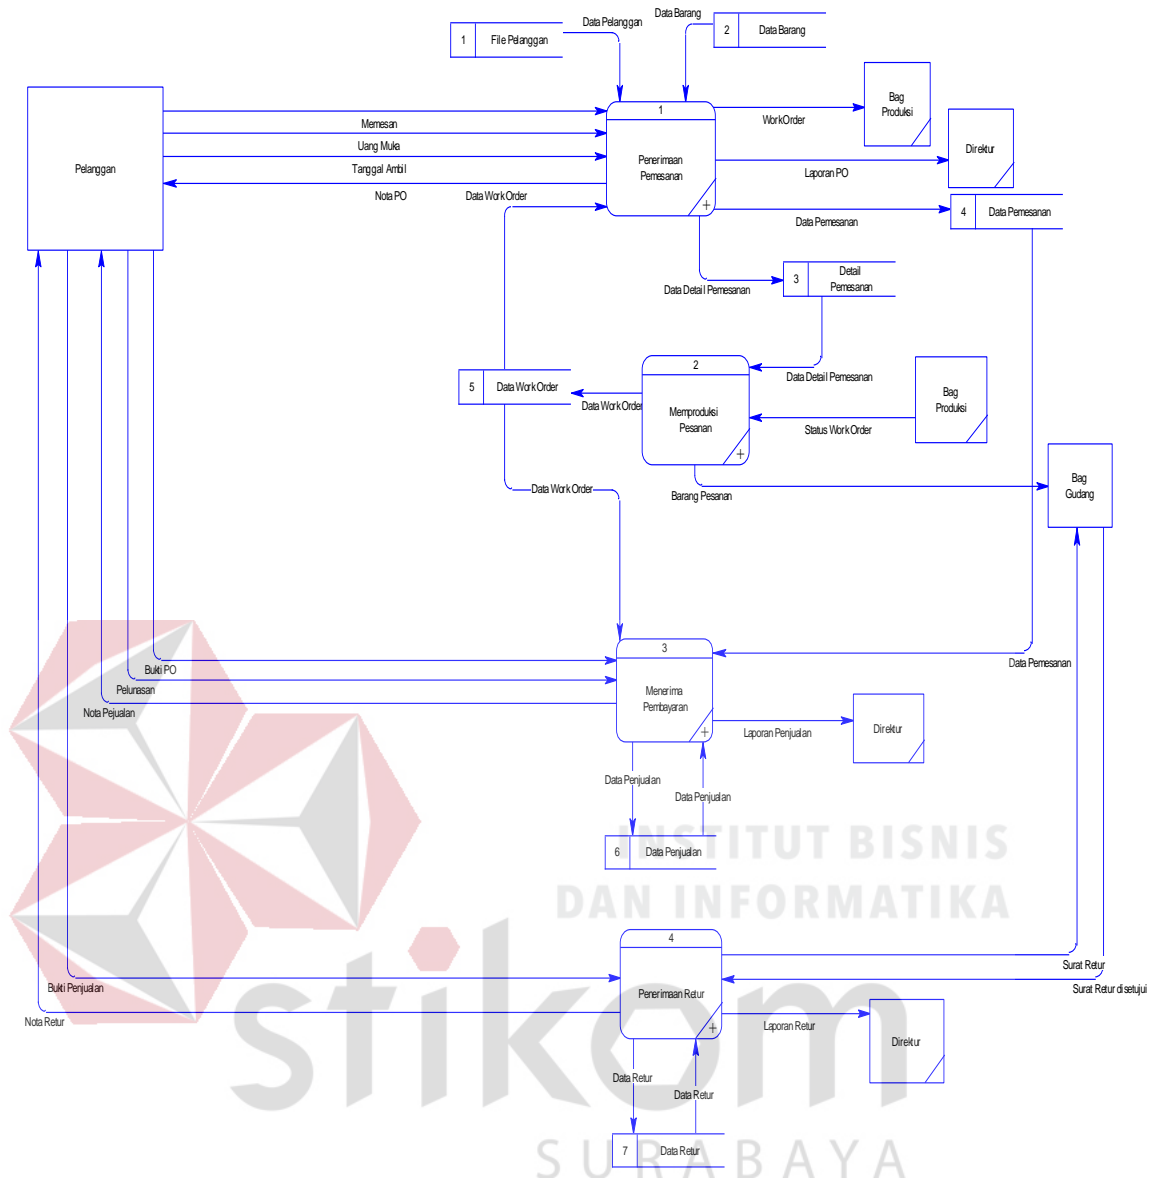 Data Pelanggan
Data Barang
1 File Pelanggan
2 Data Barang
Pelanggan
Memesan
Uang Muka
Tanggal Ambil
Nota PO
Data Work Order
1
Penerimaan
Pemesanan
+
Work Order
Bag
Produksi
Laporan PO
Direktur
Data Pemesanan
4 Data Pemesanan
Data Detail Pemesanan
3 Detail
Pemesanan
Data Detail Pemesanan
2
Memproduksi
Pesanan
+
5 Data Work Order
Data Work Order
Status Work Order
Bag
Produksi
Data Work Order
Barang Pesanan
Bag
Gudang
Bukti PO
Pelunasan
Nota Pejualan
3
Menerima
Pembayaran
+
Data Pemesanan
Laporan Penjualan
Direktur
Data Penjualan
Data Penjualan
6 Data Penjualan
INSTITUT BISNIS
DAN INFORMATIKA
4
Penerimaan Retur
+
Surat Retur
Surat Retur disetujui
Bukti Penjualan
Nota Retur
Laporan Retur
Direktur
Data Retur
Data Retur
7 Data Retur
stikom
SURABAYA